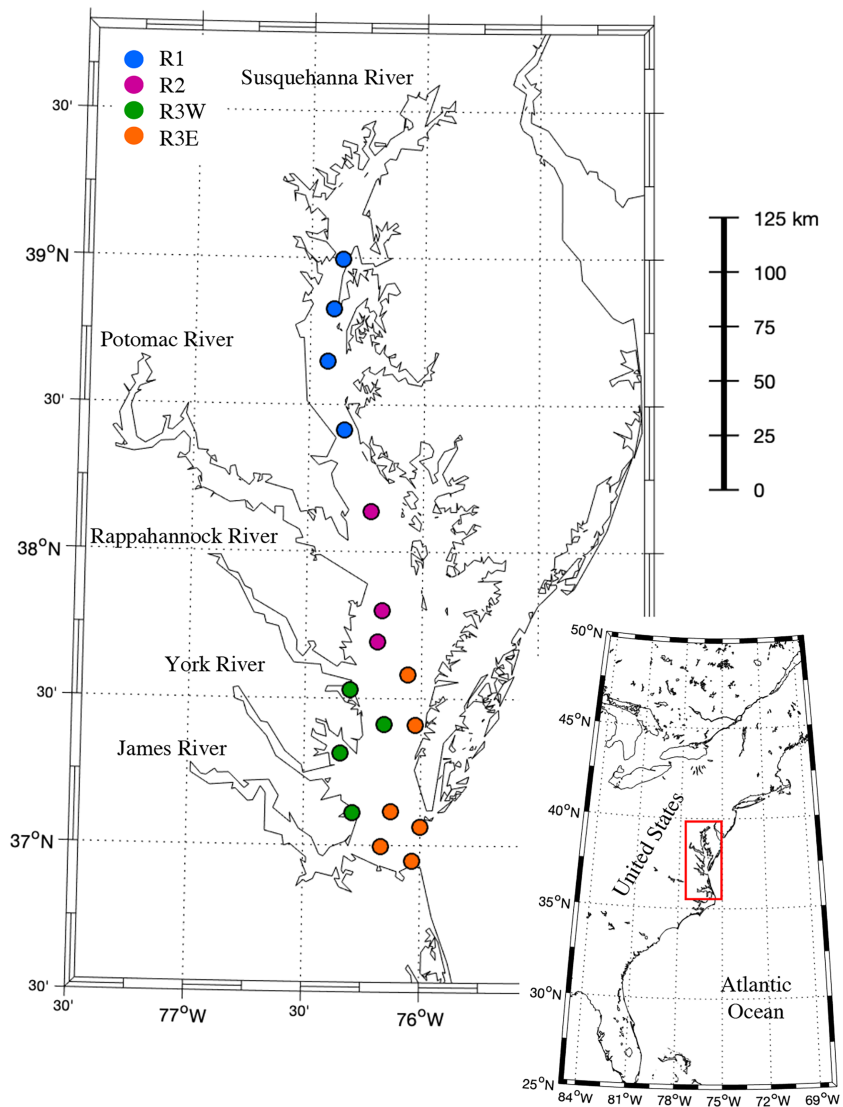 R1
R2
R3W
R3E
Susquehanna River
30'
39°N
Potomac River
30'
Rappahannock River
38°N
York River
30'
James River
37°N
30'
30'
77°W
30'
76°W
125 km
100
75
50
25
0
50°N
45°N
40°N
35°N
30°N
25°N
United States
Atlantic
Ocean
84°W
81°W
78°W
75°W
72°W
69°W